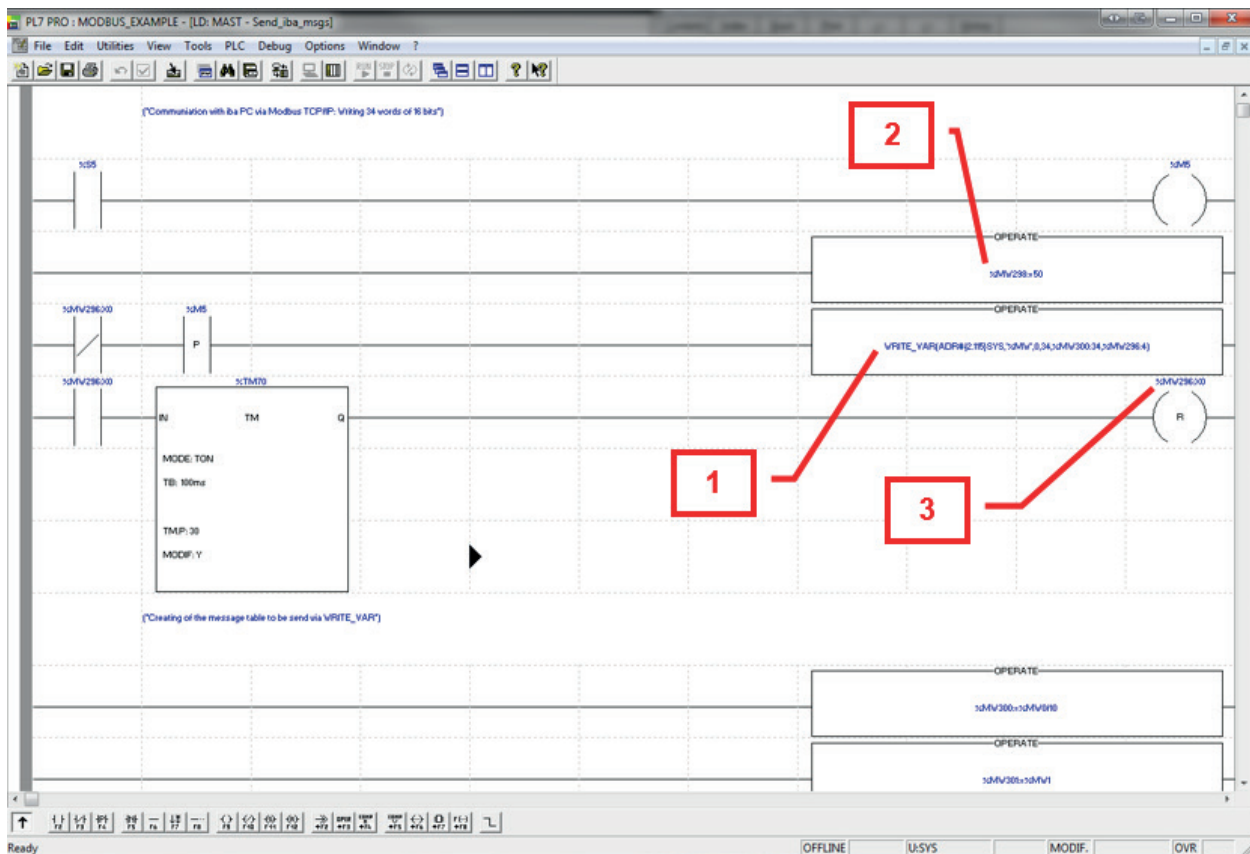 PL7 PRO : MODBUS_EXAMPLE - [LD: MAST - Send_iba_msgs]
File Edit Utilities View Tools PLC Debug Options Window ?
("Communiation with iba PC via Modbus TCP/IP: Writing 34 words of 16 bits")
2
%S5 %M5
OPERATE
%MW298:=50
%MW296:X0 %M5 OPERATE
P
WRITE_VAR(ADR#{2.115}SYS,'%MW',0,34,%MW300:34,%MW296:4)
%MW296:X0 %TM70 %MW296:X0
IN TM Q R
MODE: TON
TB: 100ms
1
3
TM.P: 30
MODIF: Y
("Creating of the message table to be send via WRITE_VAR")
OPERATE
%MW300:=%MW0/10
OPERATE
%MW301:=%MW1
Ready OFFLINE U:SYS MODIF. OVR